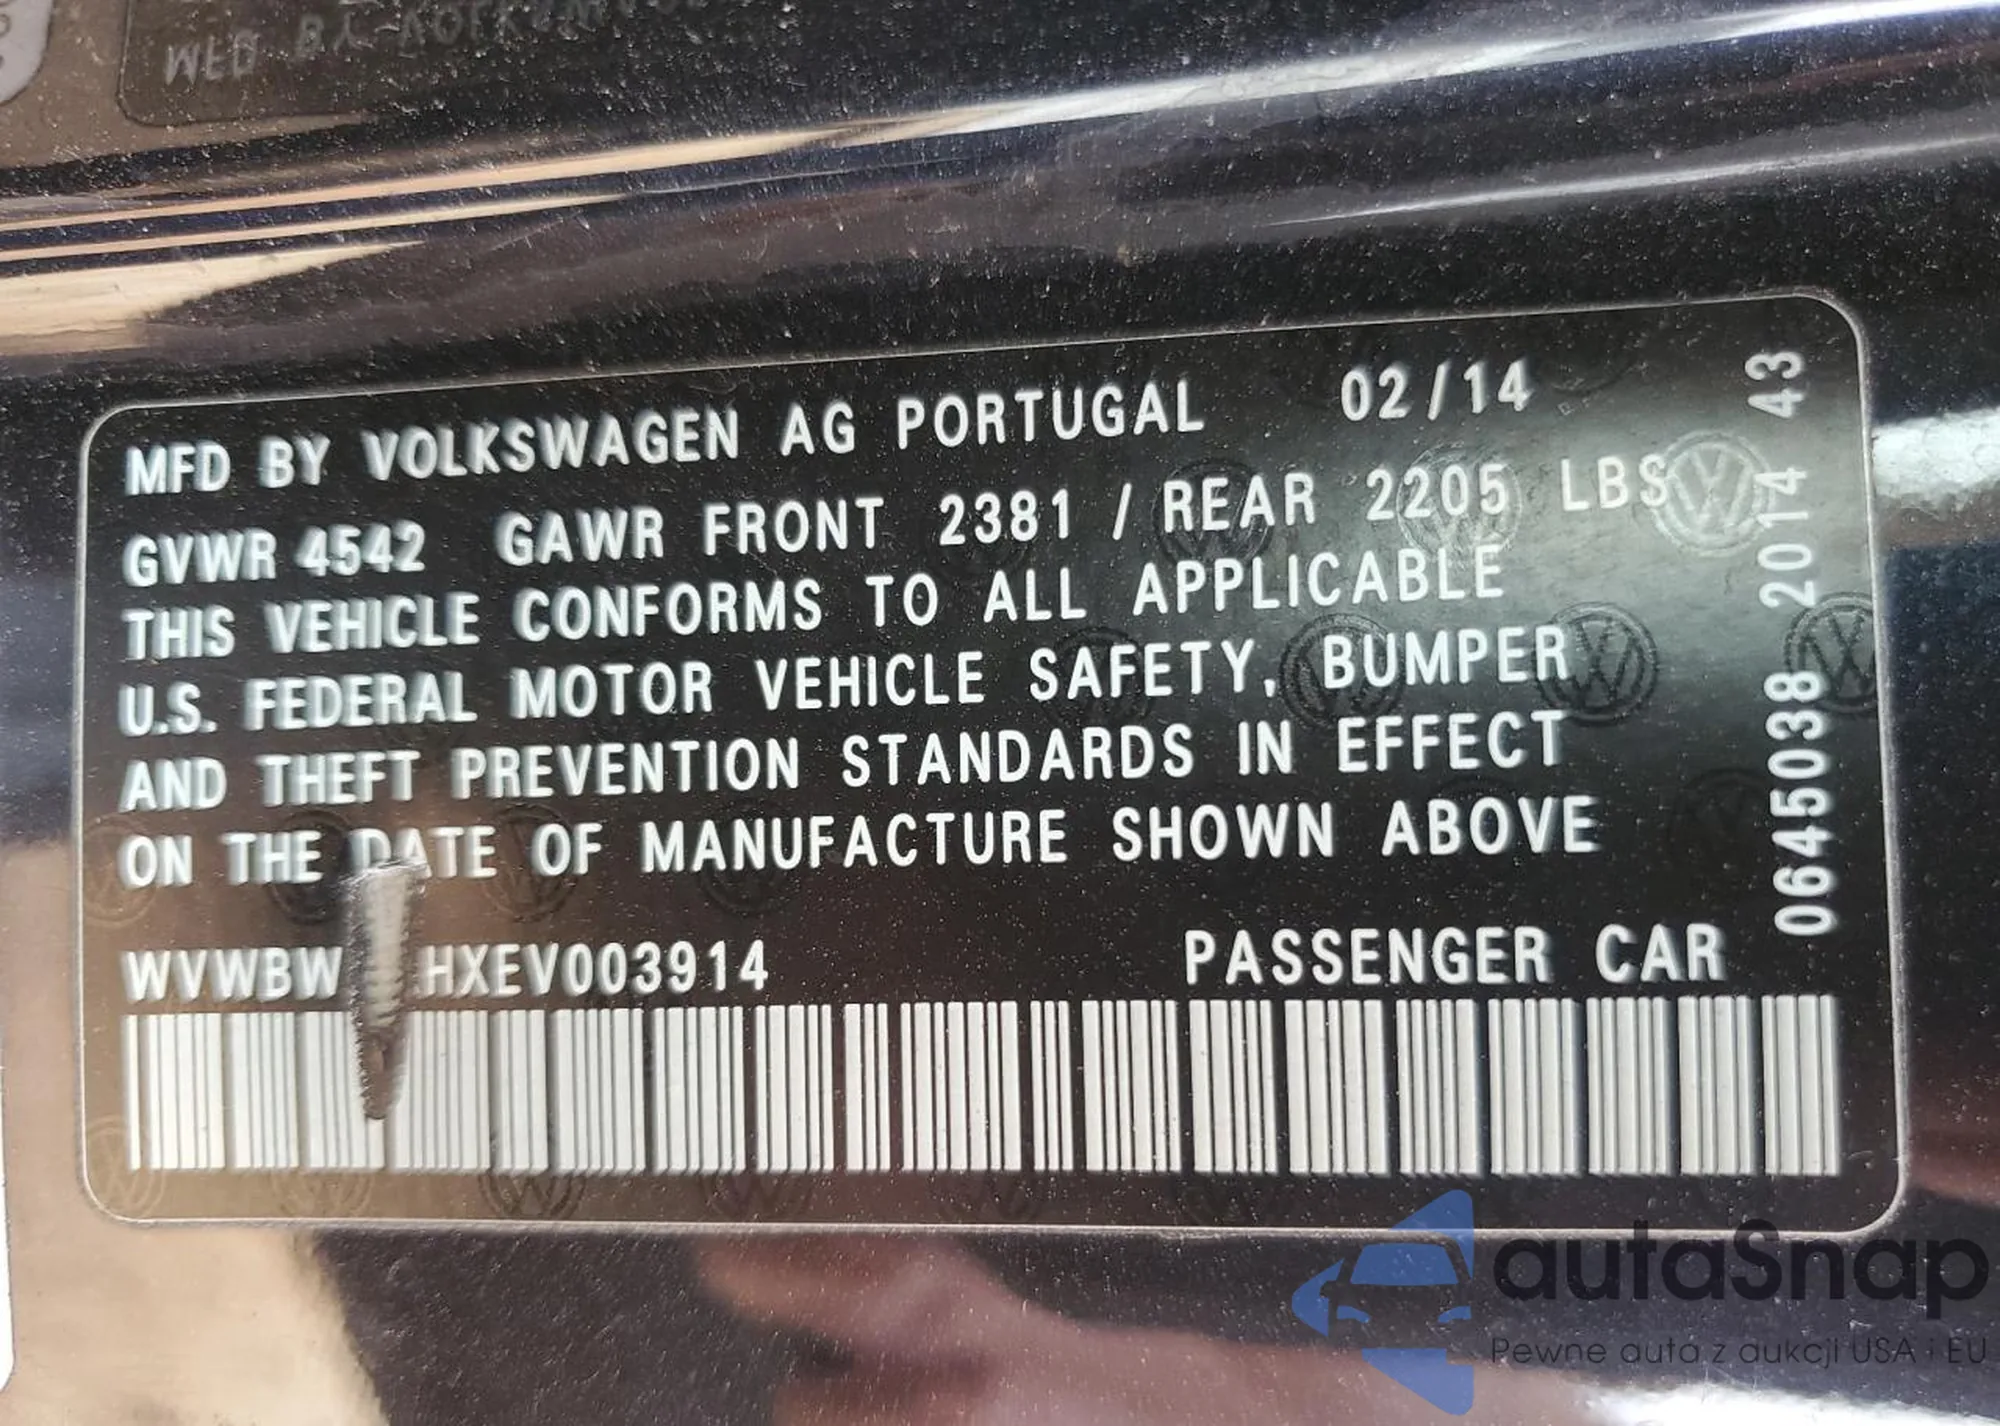 MFD BY VOLKSWAGEN AG PORTUGAL 02/14
GVWR 4542 GAWR FRONT 2381 / REAR 2205 LBS
THIS VEHICLE CONFORMS TO ALL APPLICABLE
U.S. FEDERAL MOTOR VEHICLE SAFETY, BUMPER
AND THEFT PREVENTION STANDARDS IN EFFECT
ON THE DATE OF MANUFACTURE SHOWN ABOVE
WVWBW HXEV003914 PASSENGER CAR
0645038 2014 43
autaSnap
Pewne auta z aukcji USA i EU